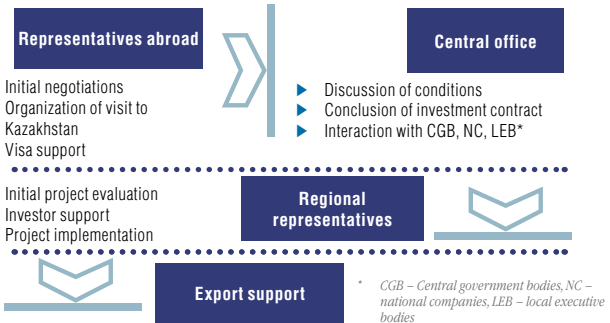 Representatives abroad
Initial negotiations
Organization of visit to
Kazakhstan
Visa support
Central office
Discussion of conditions
Conclusion of investment contract
Interaction with CGB, NC, LEB*
Initial project evaluation
Investor support
Project implementation
Regional
representatives
Export support
* CGB – Central government bodies, NC –
national companies, LEB – local executive
bodies